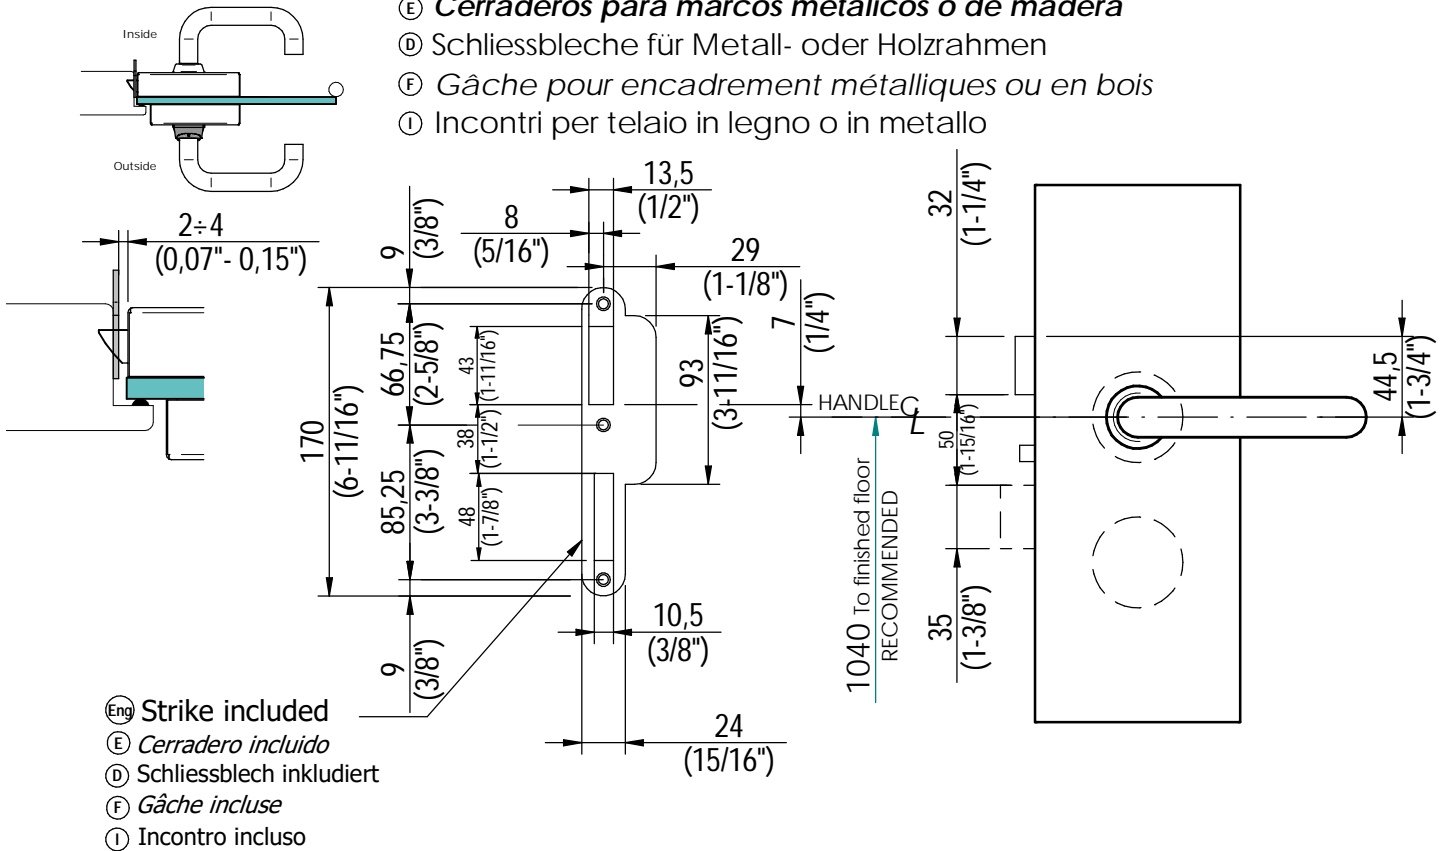 Ⓔ Cerraderos para marcos metálicos o de madera
Ⓓ Schliessbleche für Metall- oder Holzrahmen
Ⓕ Gâche pour encadrement métalliques ou en bois
Ⓘ Incontri per telaio in legno o in metallo
Inside
Outside
2÷4
(0,07"- 0,15")
9
(3/8")
8
(5/16")
13,5
(1/2")
29
(1-1/8")
7
(1/4")
32
(1-1/4")
170
(6-11/16")
66,75
(2-5/8")
85,25
(3-3/8")
43
(1-11/16")
38
(1-1/2")
48
(1-7/8")
93
(3-11/16")
HANDLE CL
50
(1-15/16")
44,5
(1-3/4")
1040 To finished floor
RECOMMENDED
35
(1-3/8")
9
(3/8")
10,5
(3/8")
24
(15/16")
Eng Strike included
Ⓔ Cerradero incluido
Ⓓ Schliessblech inkludiert
Ⓕ Gâche incluse
Ⓘ Incontro incluso